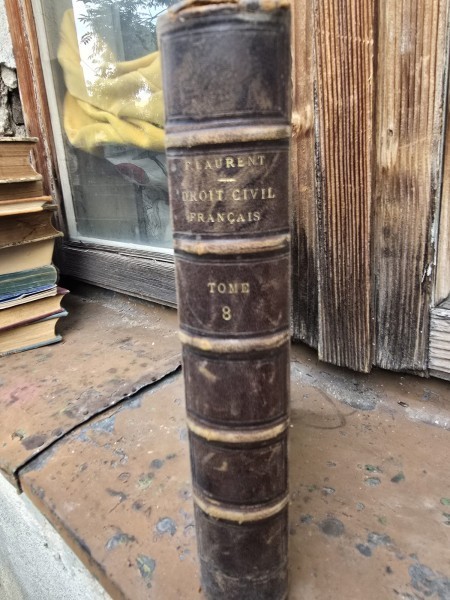 F. LAURENT
DROIT CIVIL
FRANÇAIS
TOME
8